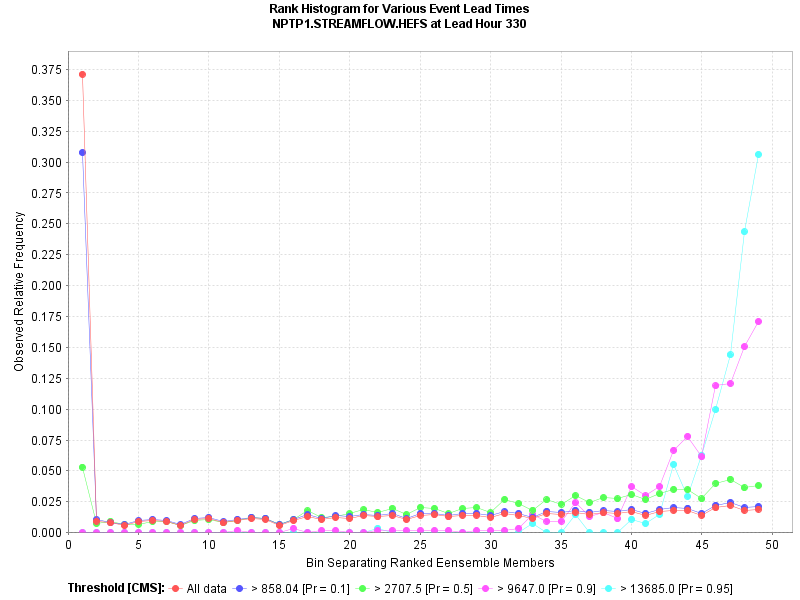 Rank Histogram for Various Event Lead Times
NPTP1.STREAMFLOW.HEFS at Lead Hour 330
Observed Relative Frequency
0.375
0.350
0.325
0.300
0.275
0.250
0.225
0.200
0.175
0.150
0.125
0.100
0.075
0.050
0.025
0.000
0 5 10 15 20 25 30 35 40 45 50
Bin Separating Ranked Eensemble Members
Threshold [CMS]: All data > 858.04 [Pr = 0.1] > 2707.5 [Pr = 0.5] > 9647.0 [Pr = 0.9] > 13685.0 [Pr = 0.95]